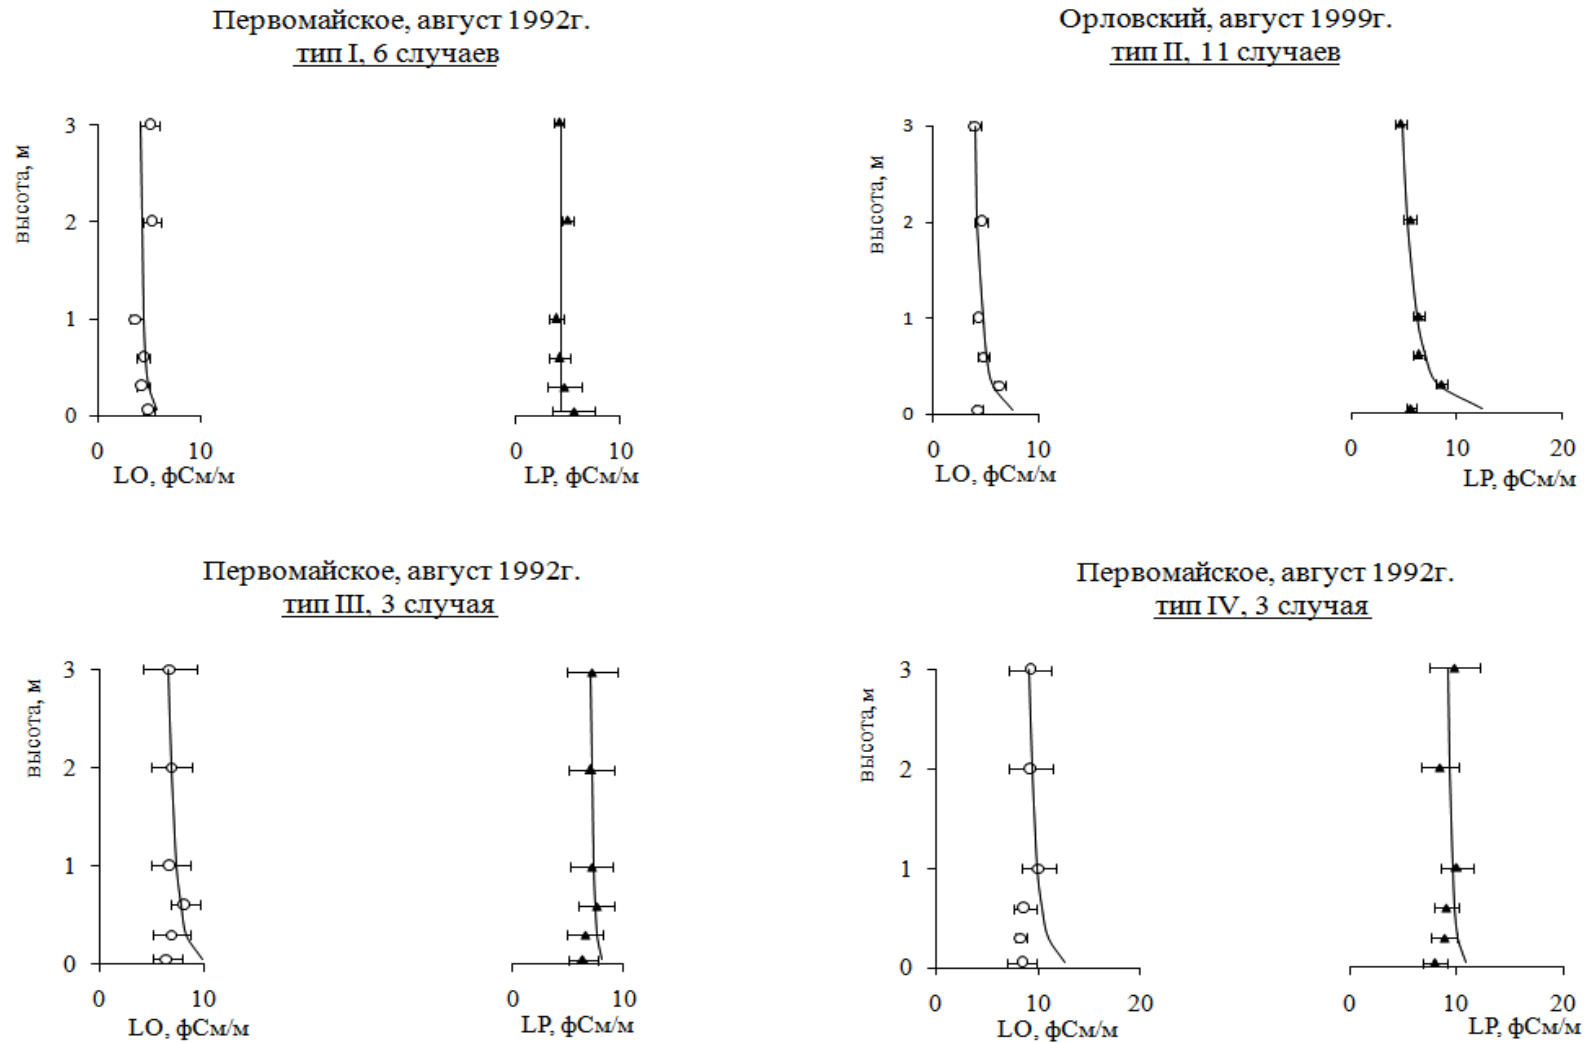 Первомайское, август 1992г.
тип I, 6 случаев
высота, м
3
2
1
0
0 10
LO, фСм/м
0 10
LP, фСм/м
Орловский, август 1999г.
тип II, 11 случаев
высота, м
3
2
1
0
0 10
LO, фСм/м
0 10 20
LP, фСм/м
Первомайское, август 1992г.
тип III, 3 случая
высота, м
3
2
1
0
0 10
LO, фСм/м
0 10
LP, фСм/м
Первомайское, август 1992г.
тип IV, 3 случая
высота, м
3
2
1
0
0 10 20
LO, фСм/м
0 10 20
LP, фСм/м